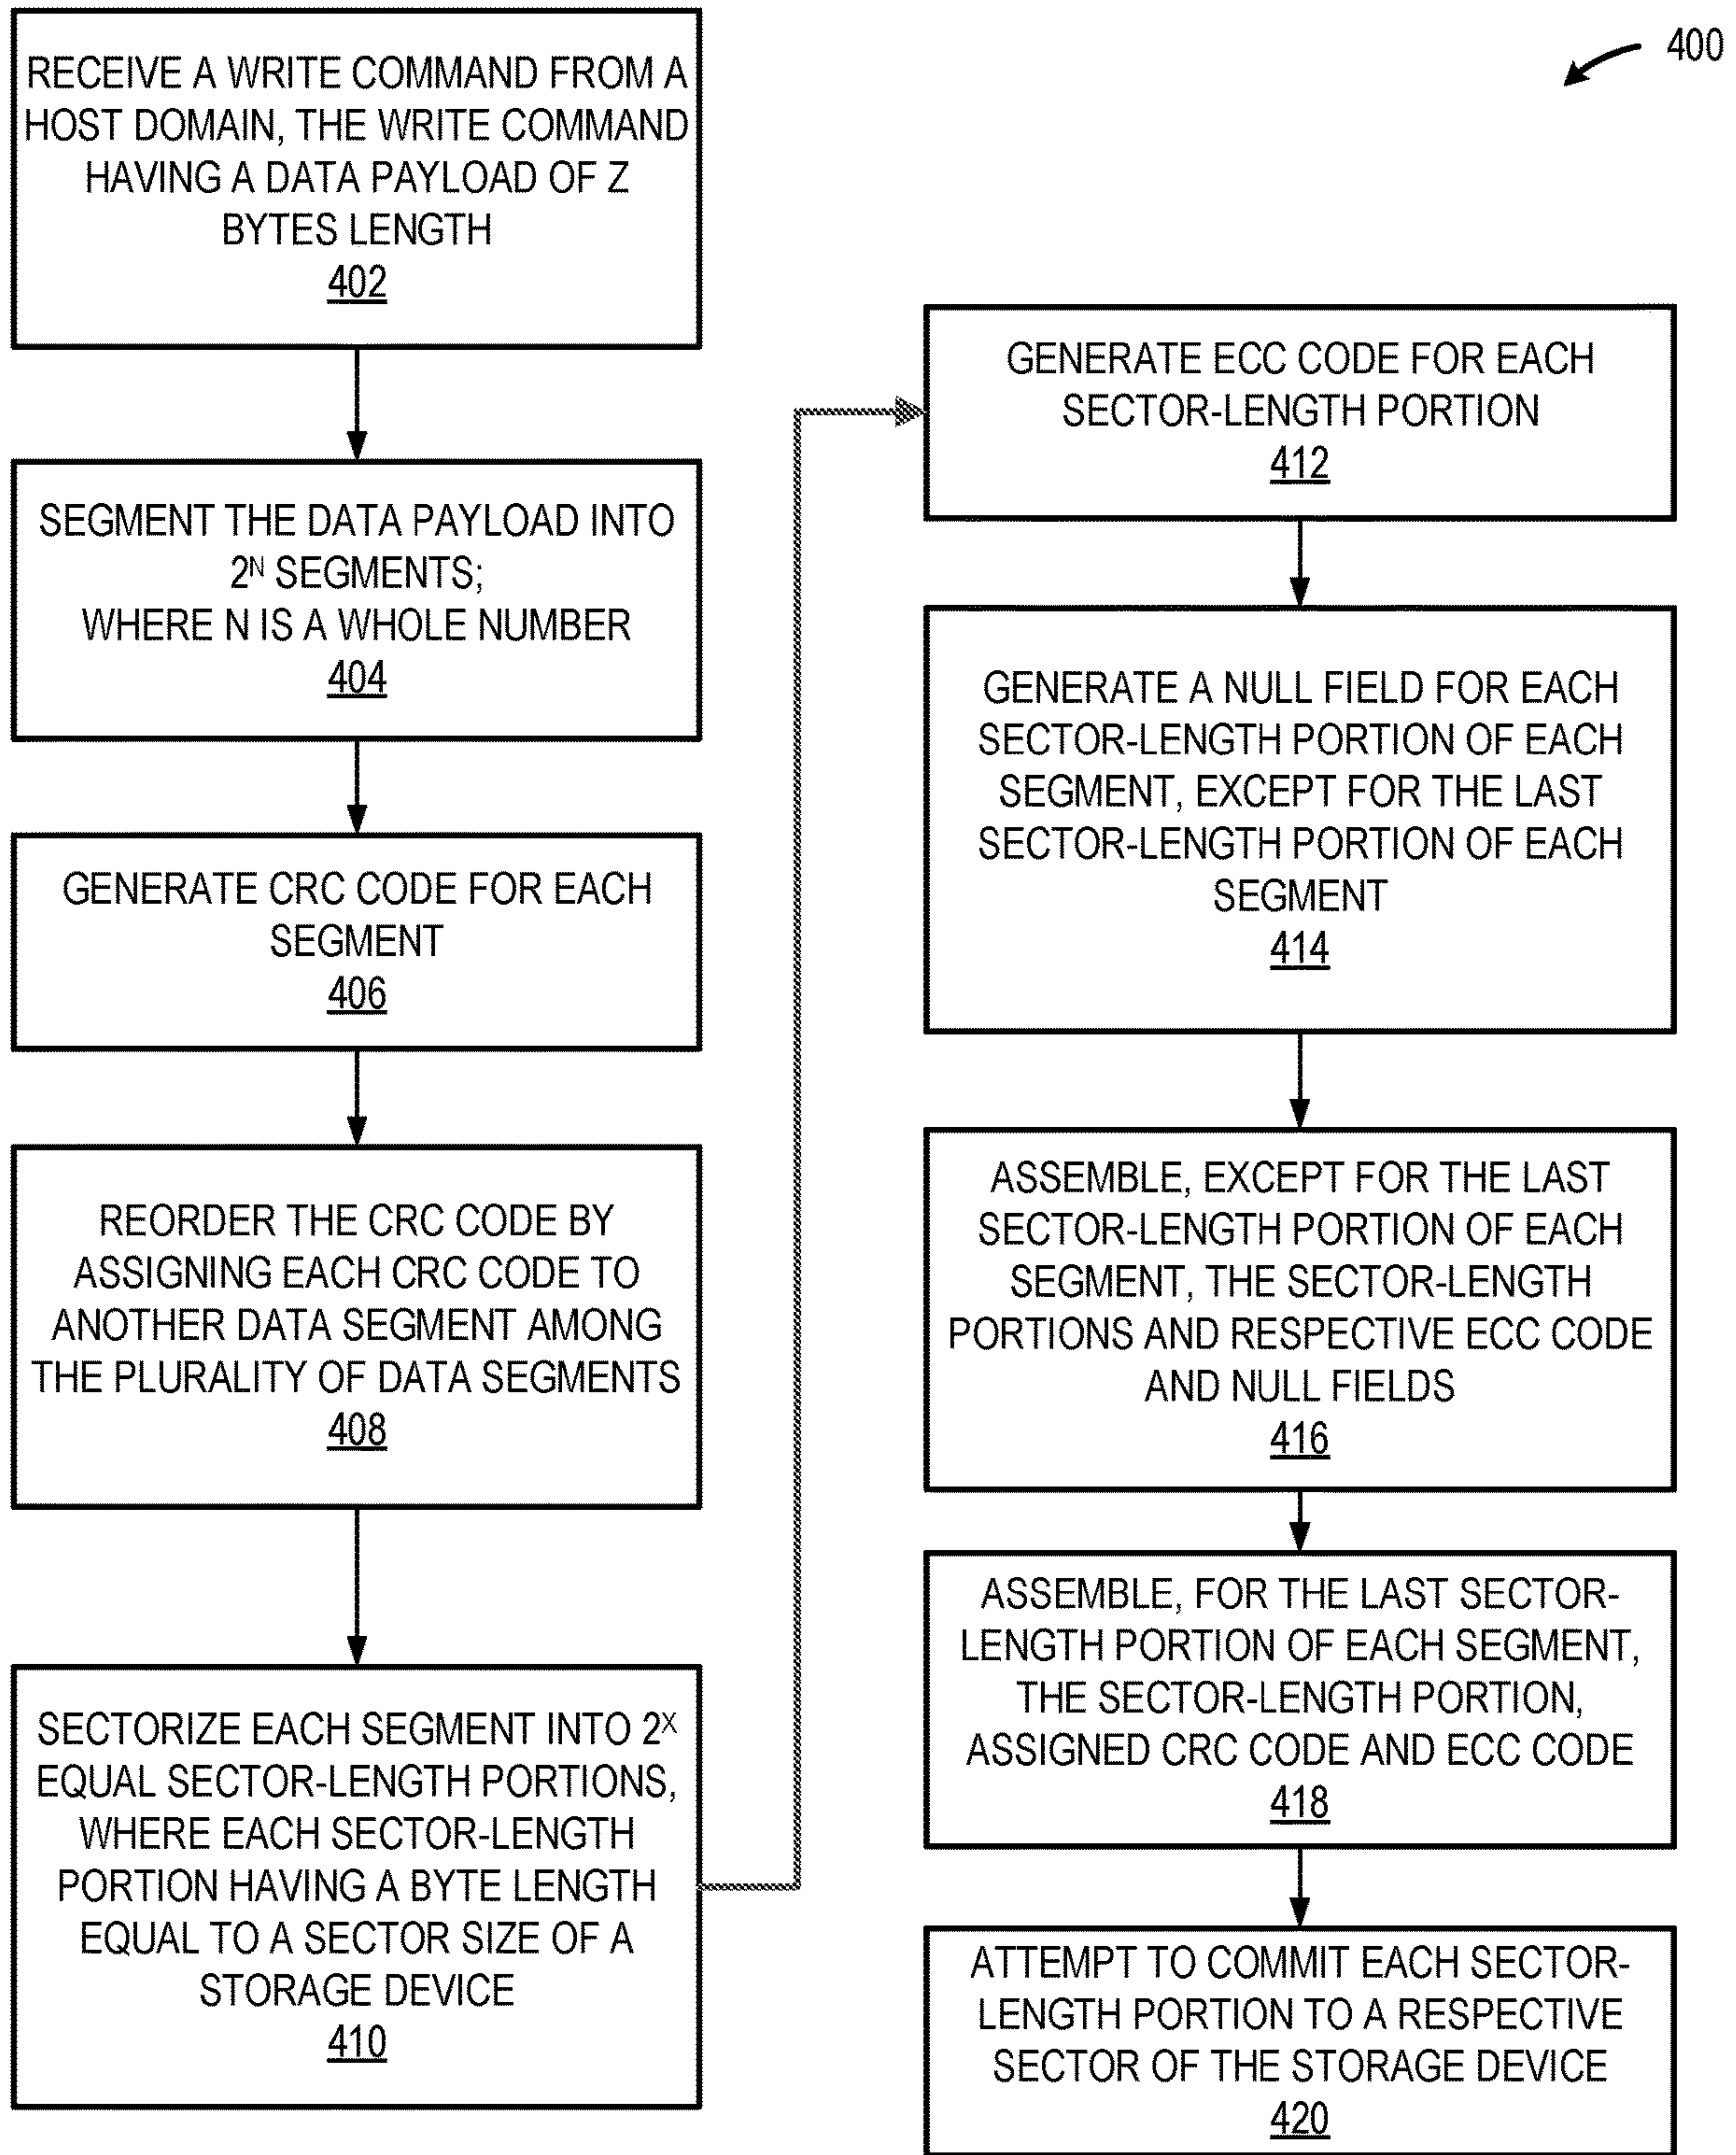 400
RECEIVE A WRITE COMMAND FROM A
HOST DOMAIN, THE WRITE COMMAND
HAVING A DATA PAYLOAD OF Z
BYTES LENGTH
402
SEGMENT THE DATA PAYLOAD INTO
2ᴺ SEGMENTS;
WHERE N IS A WHOLE NUMBER
404
GENERATE CRC CODE FOR EACH
SEGMENT
406
REORDER THE CRC CODE BY
ASSIGNING EACH CRC CODE TO
ANOTHER DATA SEGMENT AMONG
THE PLURALITY OF DATA SEGMENTS
408
SECTORIZE EACH SEGMENT INTO 2ˣ
EQUAL SECTOR-LENGTH PORTIONS,
WHERE EACH SECTOR-LENGTH
PORTION HAVING A BYTE LENGTH
EQUAL TO A SECTOR SIZE OF A
STORAGE DEVICE
410
GENERATE ECC CODE FOR EACH
SECTOR-LENGTH PORTION
412
GENERATE A NULL FIELD FOR EACH
SECTOR-LENGTH PORTION OF EACH
SEGMENT, EXCEPT FOR THE LAST
SECTOR-LENGTH PORTION OF EACH
SEGMENT
414
ASSEMBLE, EXCEPT FOR THE LAST
SECTOR-LENGTH PORTION OF EACH
SEGMENT, THE SECTOR-LENGTH
PORTIONS AND RESPECTIVE ECC CODE
AND NULL FIELDS
416
ASSEMBLE, FOR THE LAST SECTOR-
LENGTH PORTION OF EACH SEGMENT,
THE SECTOR-LENGTH PORTION,
ASSIGNED CRC CODE AND ECC CODE
418
ATTEMPT TO COMMIT EACH SECTOR-
LENGTH PORTION TO A RESPECTIVE
SECTOR OF THE STORAGE DEVICE
420